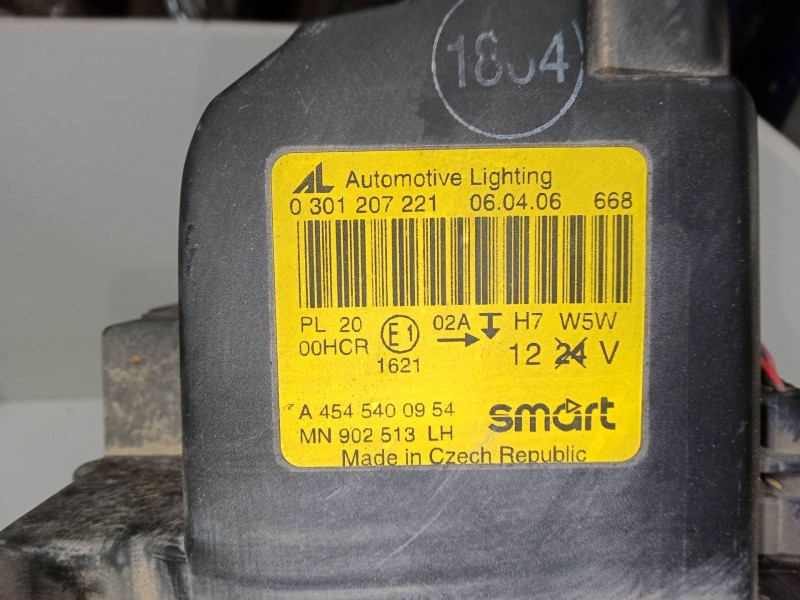 1804
AL Automotive Lighting
0 301 207 221 06.04.06 668
PL 20 E1 02A H7 W5W
00HCR 1621 12 24 V
A 454 540 09 54 smart
MN 902 513 LH
Made in Czech Republic